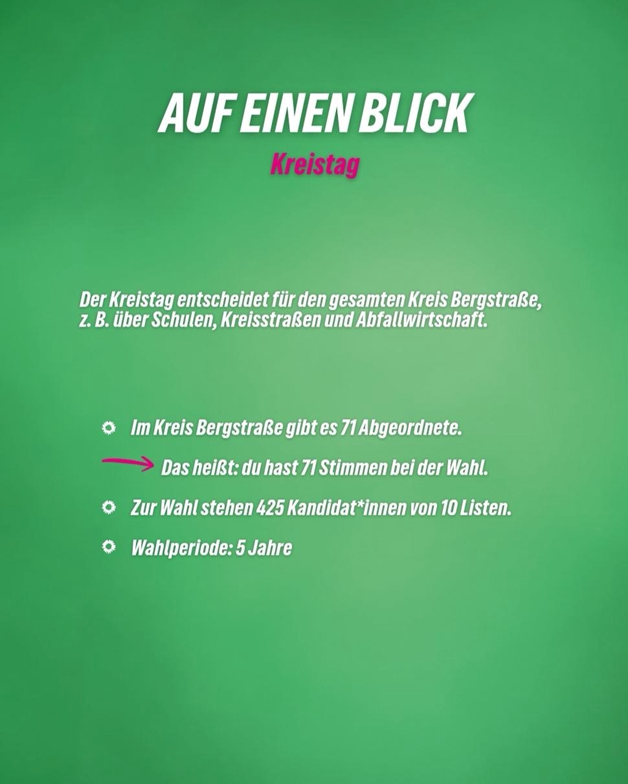 AUF EINEN BLICK
Kreistag
Der Kreistag entscheidet für den gesamten Kreis Bergstraße,
z. B. über Schulen, Kreisstraßen und Abfallwirtschaft.
Im Kreis Bergstraße gibt es 71 Abgeordnete.
Das heißt: du hast 71 Stimmen bei der Wahl.
Zur Wahl stehen 425 Kandidat*innen von 10 Listen.
Wahlperiode: 5 Jahre